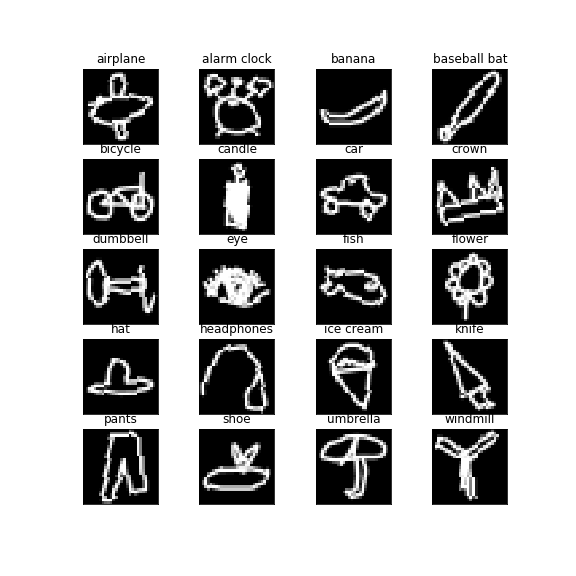 airplane alarm clock banana baseball bat
bicycle candle car crown
dumbbell eye fish flower
hat headphones ice cream knife
pants shoe umbrella windmill